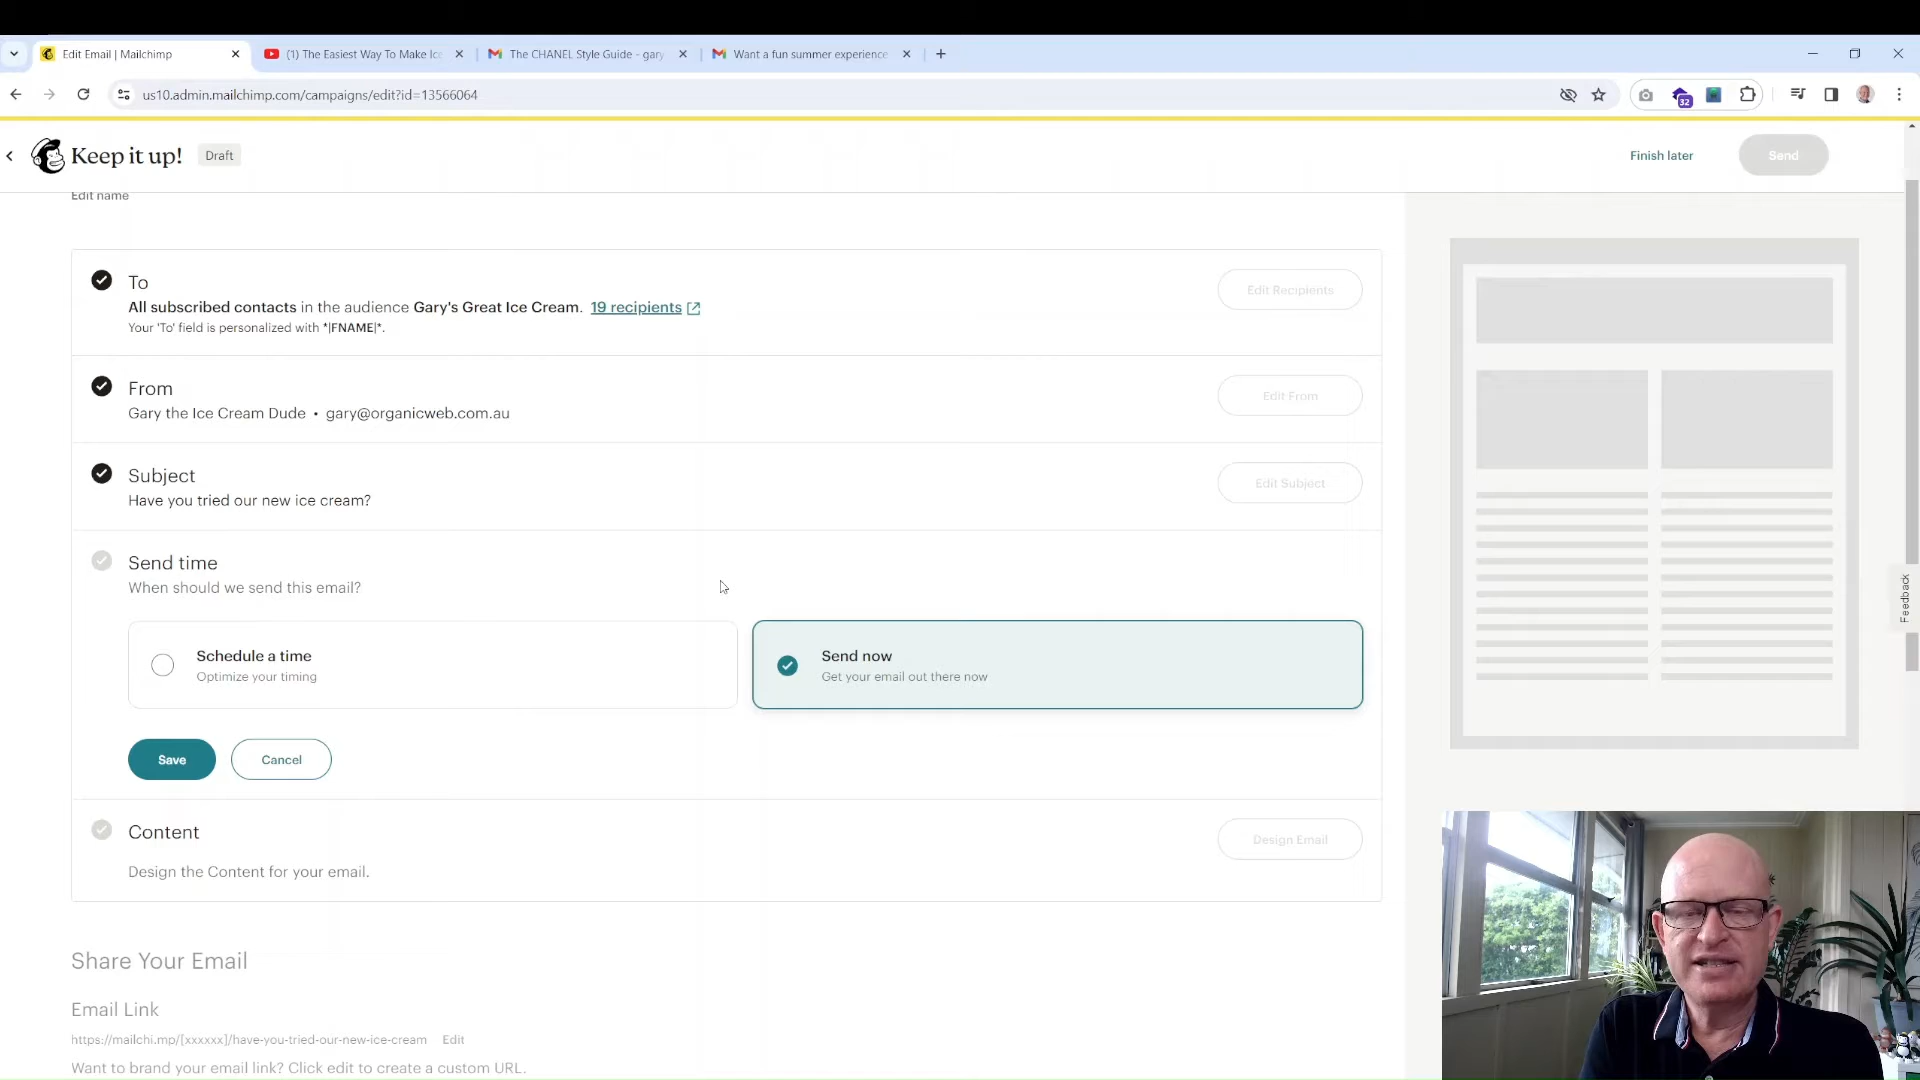 Edit Email | Mailchimp
(1) The Easiest Way To Make Ice
The CHANEL Style Guide - gary
Want a fun summer experience
us10.admin.mailchimp.com/campaigns/edit?id=13566064
32
Keep it up!
Draft
Finish later
Send
Edit name
To
All subscribed contacts in the audience Gary's Great Ice Cream. 19 recipients
Your 'To' field is personalized with *|FNAME|*.
Edit Recipients
From
Gary the Ice Cream Dude • gary@organicweb.com.au
Edit From
Subject
Have you tried our new ice cream?
Edit Subject
Send time
When should we send this email?
Schedule a time
Optimize your timing
Send now
Get your email out there now
Save
Cancel
Content
Design the Content for your email.
Design Email
Feedback
Share Your Email
Email Link
https://mailchi.mp/[xxxxxx]/have-you-tried-our-new-ice-cream Edit
Want to brand your email link? Click edit to create a custom URL.